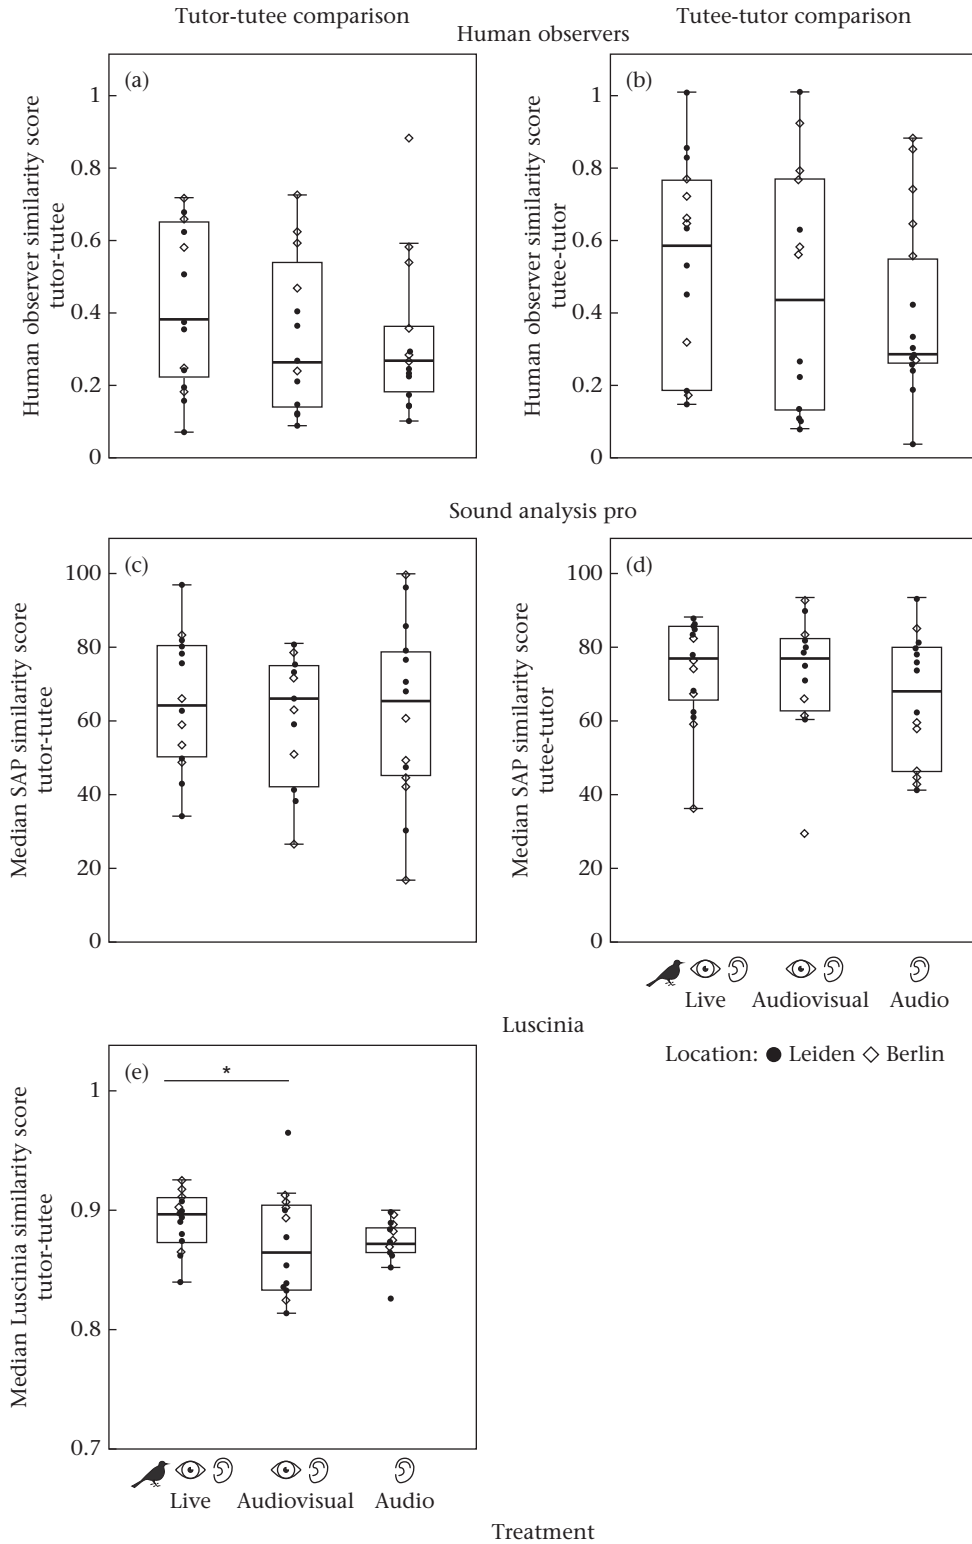 Tutor-tutee comparison
Tutee-tutor comparison
Human observers
(a)
1
0.8
0.6
0.4
0.2
0
Human observer similarity score
tutor-tutee
(b)
1
0.8
0.6
0.4
0.2
0
Human observer similarity score
tutee-tutor
Sound analysis pro
(c)
100
80
60
40
20
0
Median SAP similarity score
tutor-tutee
(d)
100
80
60
40
20
0
Median SAP similarity score
tutee-tutor
Live
Audiovisual
Audio
Luscinia
Location: Leiden Berlin
(e)
*
1
0.9
0.8
0.7
Median Luscinia similarity score
tutor-tutee
Live
Audiovisual
Audio
Treatment